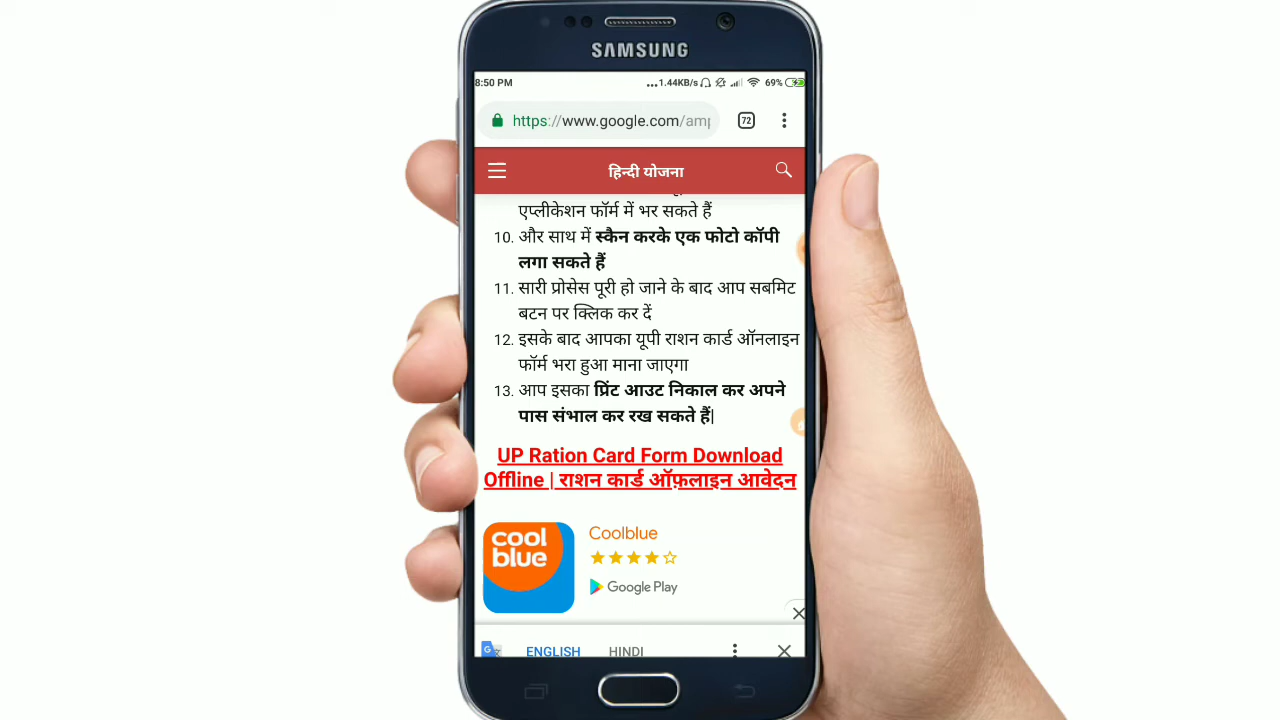 SAMSUNG
8:50 PM
...1.44KB/s
69%
https://www.google.com/amp
72
हिन्दी योजना
एप्लीकेशन फॉर्म में भर सकते हैं
10. और साथ में स्कैन करके एक फोटो कॉपी
लगा सकते हैं
11. सारी प्रोसेस पूरी हो जाने के बाद आप सबमिट
बटन पर क्लिक कर दें
12. इसके बाद आपका यूपी राशन कार्ड ऑनलाइन
फॉर्म भरा हुआ माना जाएगा
13. आप इसका प्रिंट आउट निकाल कर अपने
पास संभाल कर रख सकते हैं|
UP Ration Card Form Download
Offline | राशन कार्ड ऑफ़लाइन आवेदन
cool
blue
Coolblue
Google Play
ENGLISH HINDI